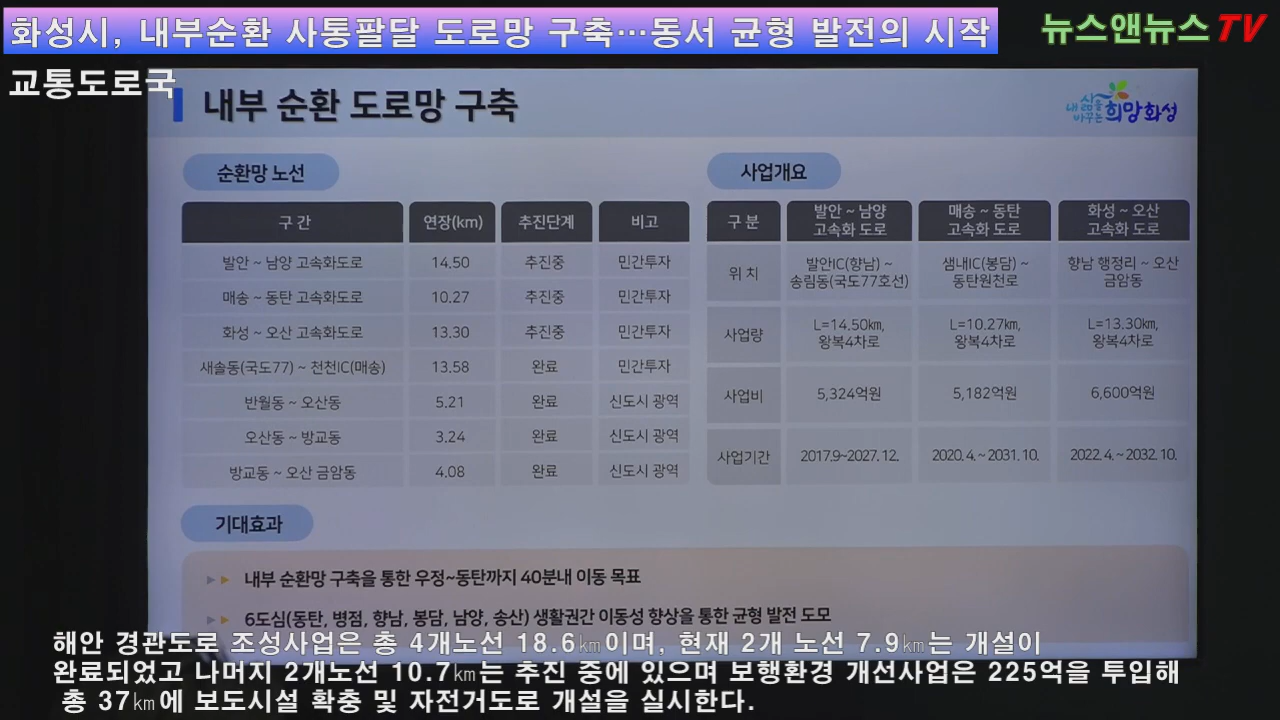 화성시, 내부순환 사통팔달 도로망 구축…동서 균형 발전의 시작
뉴스앤뉴스TV
교통도로국
내부 순환 도로망 구축
내 삶을
바꾸는 희망화성
순환망 노선
구 간 연장(km) 추진단계 비고
발안 ~ 남양 고속화도로 14.50 추진중 민간투자
매송 ~ 동탄 고속화도로 10.27 추진중 민간투자
화성 ~ 오산 고속화도로 13.30 추진중 민간투자
새솔동(국도77) ~ 천천IC(매송) 13.58 완료 민간투자
반월동 ~ 오산동 5.21 완료 신도시 광역
오산동 ~ 방교동 3.24 완료 신도시 광역
방교동 ~ 오산 금암동 4.08 완료 신도시 광역
사업개요
구 분 발안 ~ 남양 매송 ~ 동탄 화성 ~ 오산
고속화 도로 고속화 도로 고속화 도로
위 치 발안IC(향남) ~ 샘내IC(봉담) ~ 향남 행정리 ~ 오산
송림동(국도77호선) 동탄원천로 금암동
사업량 L=14.50㎞, L=10.27㎞, L=13.30㎞,
왕복4차로 왕복4차로 왕복4차로
사업비 5,324억원 5,182억원 6,600억원
사업기간 2017.9~2027.12. 2020.4.~2031.10. 2022.4.~2032.10.
기대효과
내부 순환망 구축을 통한 우정~동탄까지 40분내 이동 목표
6도심(동탄, 병점, 향남, 봉담, 남양, 송산) 생활권간 이동성 향상을 통한 균형 발전 도모
해안 경관도로 조성사업은 총 4개노선 18.6㎞이며, 현재 2개 노선 7.9㎞는 개설이
완료되었고 나머지 2개노선 10.7㎞는 추진 중에 있으며 보행환경 개선사업은 225억을 투입해
총 37㎞에 보도시설 확충 및 자전거도로 개설을 실시한다.